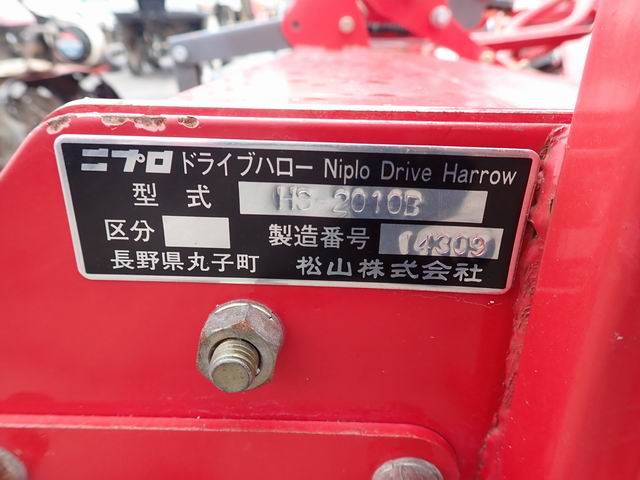 ニプロ ドライブハロー Niplo Drive Harrow
型式 HS-2010B
区分 製造番号 14309
長野県丸子町 松山株式会社